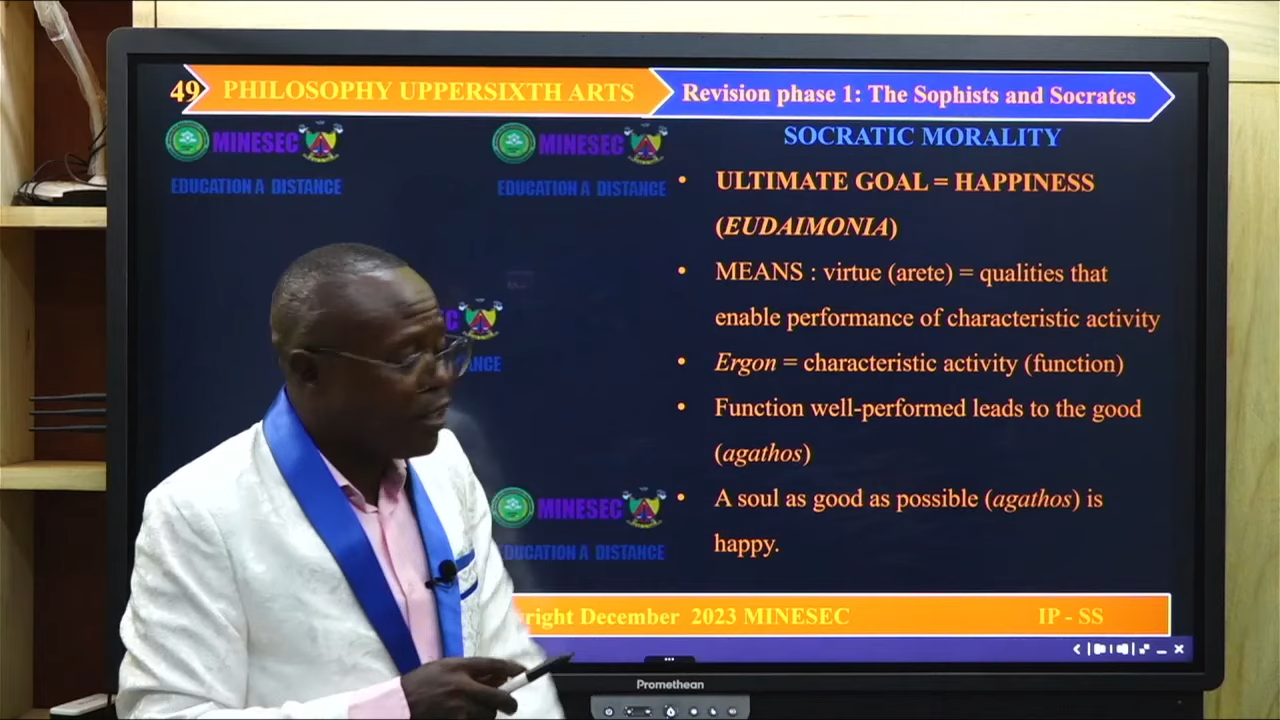 49 PHILOSOPHY UPPERSIXTH ARTS Revision phase 1: The Sophists and Socrates
MINESEC
EDUCATION A DISTANCE
MINESEC
EDUCATION A DISTANCE
SOCRATIC MORALITY
• ULTIMATE GOAL = HAPPINESS
(EUDAIMONIA)
• MEANS : virtue (arete) = qualities that
enable performance of characteristic activity
• Ergon = characteristic activity (function)
• Function well-performed leads to the good
(agathos)
• A soul as good as possible (agathos) is
happy.
MINESEC
DUCATION A DISTANCE
December 2023 MINESEC IP - SS
Promethean